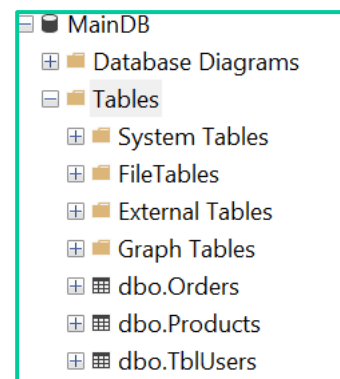 MainDB
Database Diagrams
Tables
System Tables
FileTables
External Tables
Graph Tables
dbo.Orders
dbo.Products
dbo.TblUsers